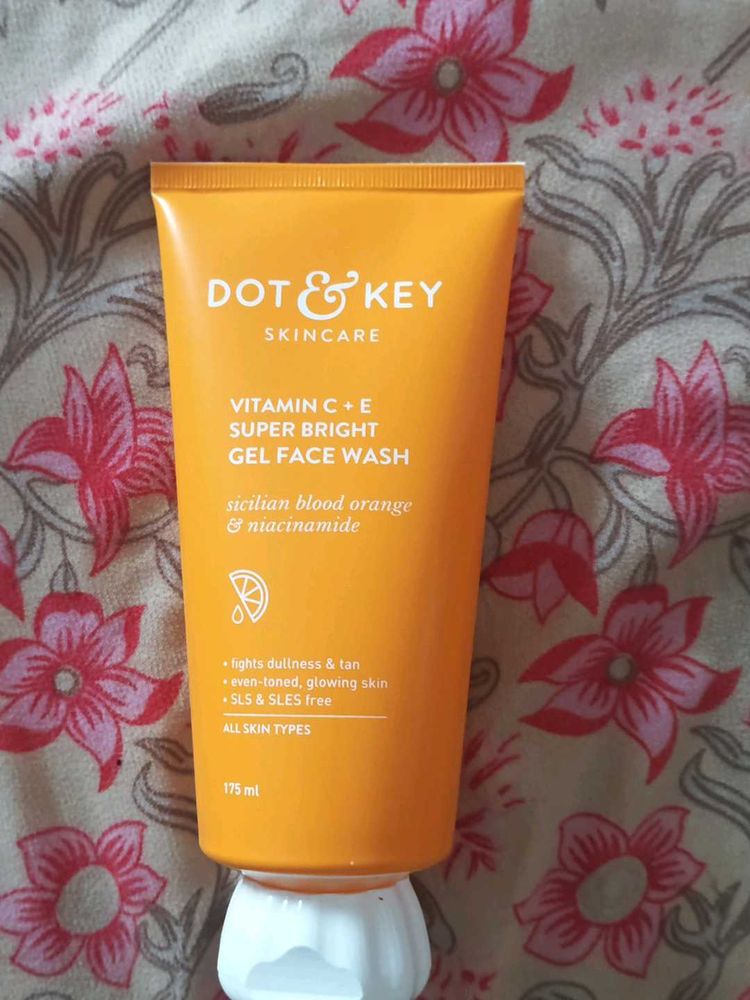 DOT & KEY
SKINCARE
VITAMIN C + E
SUPER BRIGHT
GEL FACE WASH
sicilian blood orange
& niacinamide
• fights dullness & tan
• even-toned, glowing skin
• SLS & SLES free
ALL SKIN TYPES
175 ml